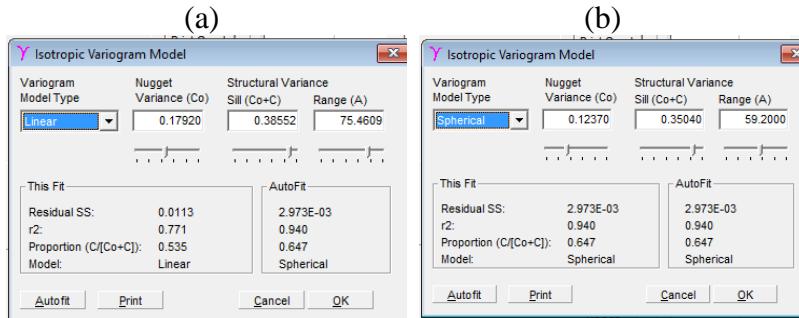 (a)
Isotropic Variogram Model
Variogram Nugget Structural Variance
Model Type Variance (Co) Sill (Co+C) Range (A)
Linear 0.17920 0.38552 75.4609
This Fit AutoFit
Residual SS: 0.0113 2.973E-03
r2: 0.771 0.940
Proportion (C/[Co+C]): 0.535 0.647
Model: Linear Spherical
Autofit Print Cancel OK
(b)
Isotropic Variogram Model
Variogram Nugget Structural Variance
Model Type Variance (Co) Sill (Co+C) Range (A)
Spherical 0.12370 0.35040 59.2000
This Fit AutoFit
Residual SS: 2.973E-03 2.973E-03
r2: 0.940 0.940
Proportion (C/[Co+C]): 0.647 0.647
Model: Spherical Spherical
Autofit Print Cancel OK